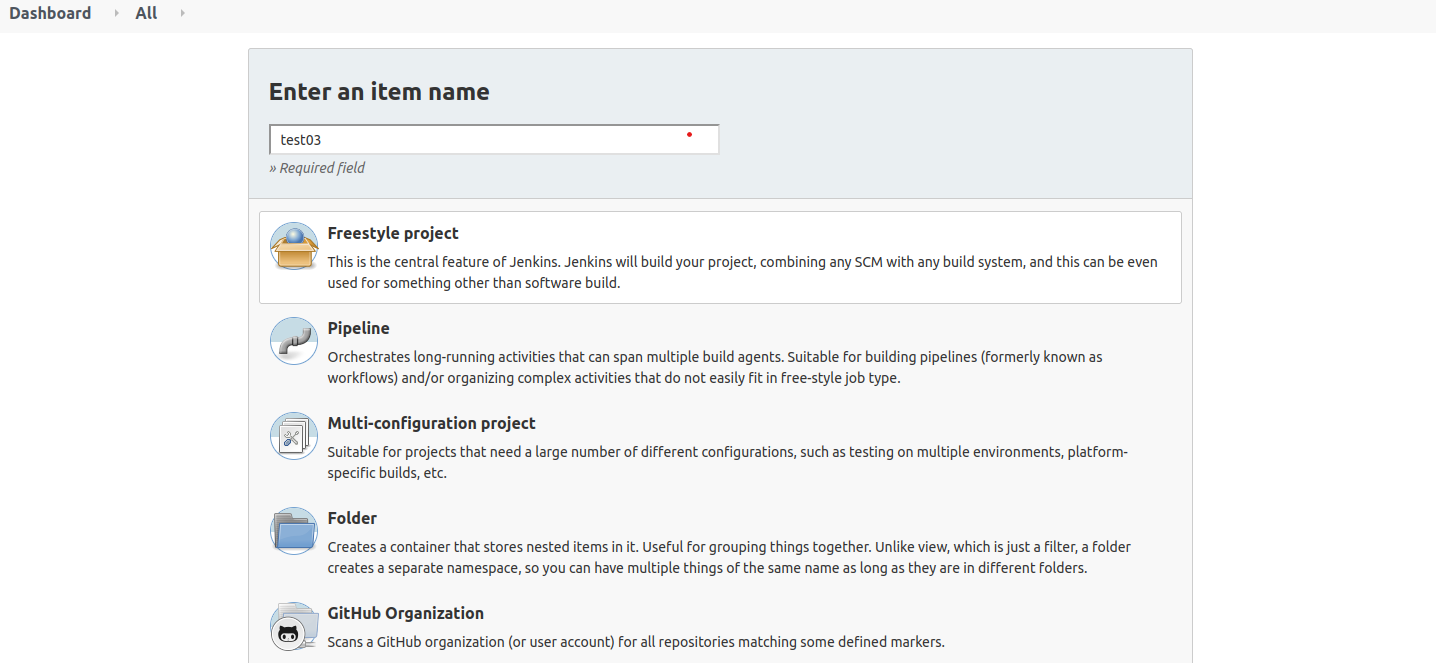 Dashboard All
Enter an item name
test03
» Required field
Freestyle project
This is the central feature of Jenkins. Jenkins will build your project, combining any SCM with any build system, and this can be even
used for something other than software build.
Pipeline
Orchestrates long-running activities that can span multiple build agents. Suitable for building pipelines (formerly known as
workflows) and/or organizing complex activities that do not easily fit in free-style job type.
Multi-configuration project
Suitable for projects that need a large number of different configurations, such as testing on multiple environments, platform-
specific builds, etc.
Folder
Creates a container that stores nested items in it. Useful for grouping things together. Unlike view, which is just a filter, a folder
creates a separate namespace, so you can have multiple things of the same name as long as they are in different folders.
GitHub Organization
Scans a GitHub organization (or user account) for all repositories matching some defined markers.